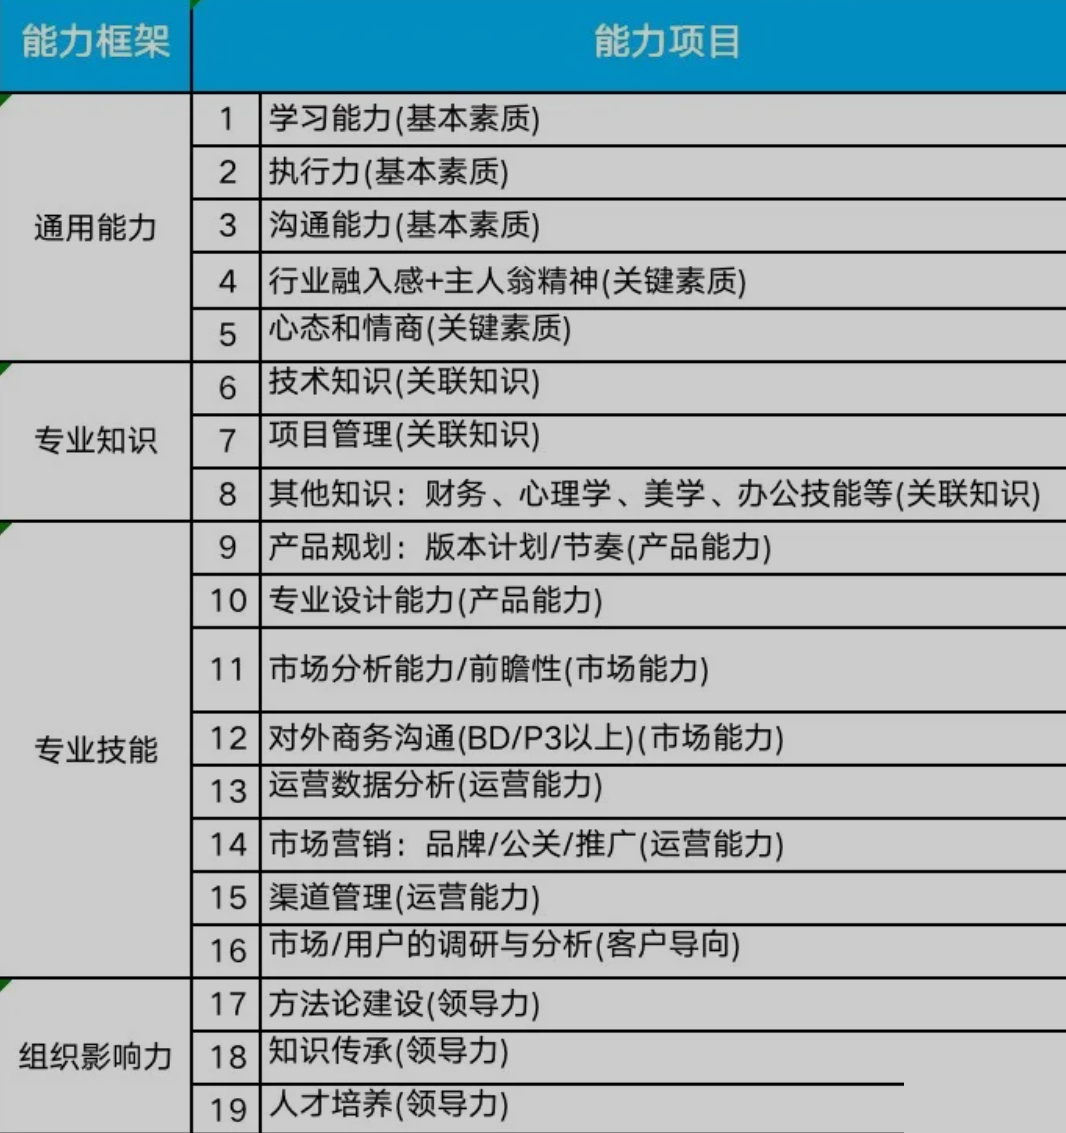 能力框架 能力项目
通用能力
1 学习能力(基本素质)
2 执行力(基本素质)
3 沟通能力(基本素质)
4 行业融入感+主人翁精神(关键素质)
5 心态和情商(关键素质)
专业知识
6 技术知识(关联知识)
7 项目管理(关联知识)
8 其他知识：财务、心理学、美学、办公技能等(关联知识)
专业技能
9 产品规划：版本计划/节奏(产品能力)
10 专业设计能力(产品能力)
11 市场分析能力/前瞻性(市场能力)
12 对外商务沟通(BD/P3以上)(市场能力)
13 运营数据分析(运营能力)
14 市场营销：品牌/公关/推广(运营能力)
15 渠道管理(运营能力)
16 市场/用户的调研与分析(客户导向)
组织影响力
17 方法论建设(领导力)
18 知识传承(领导力)
19 人才培养(领导力)